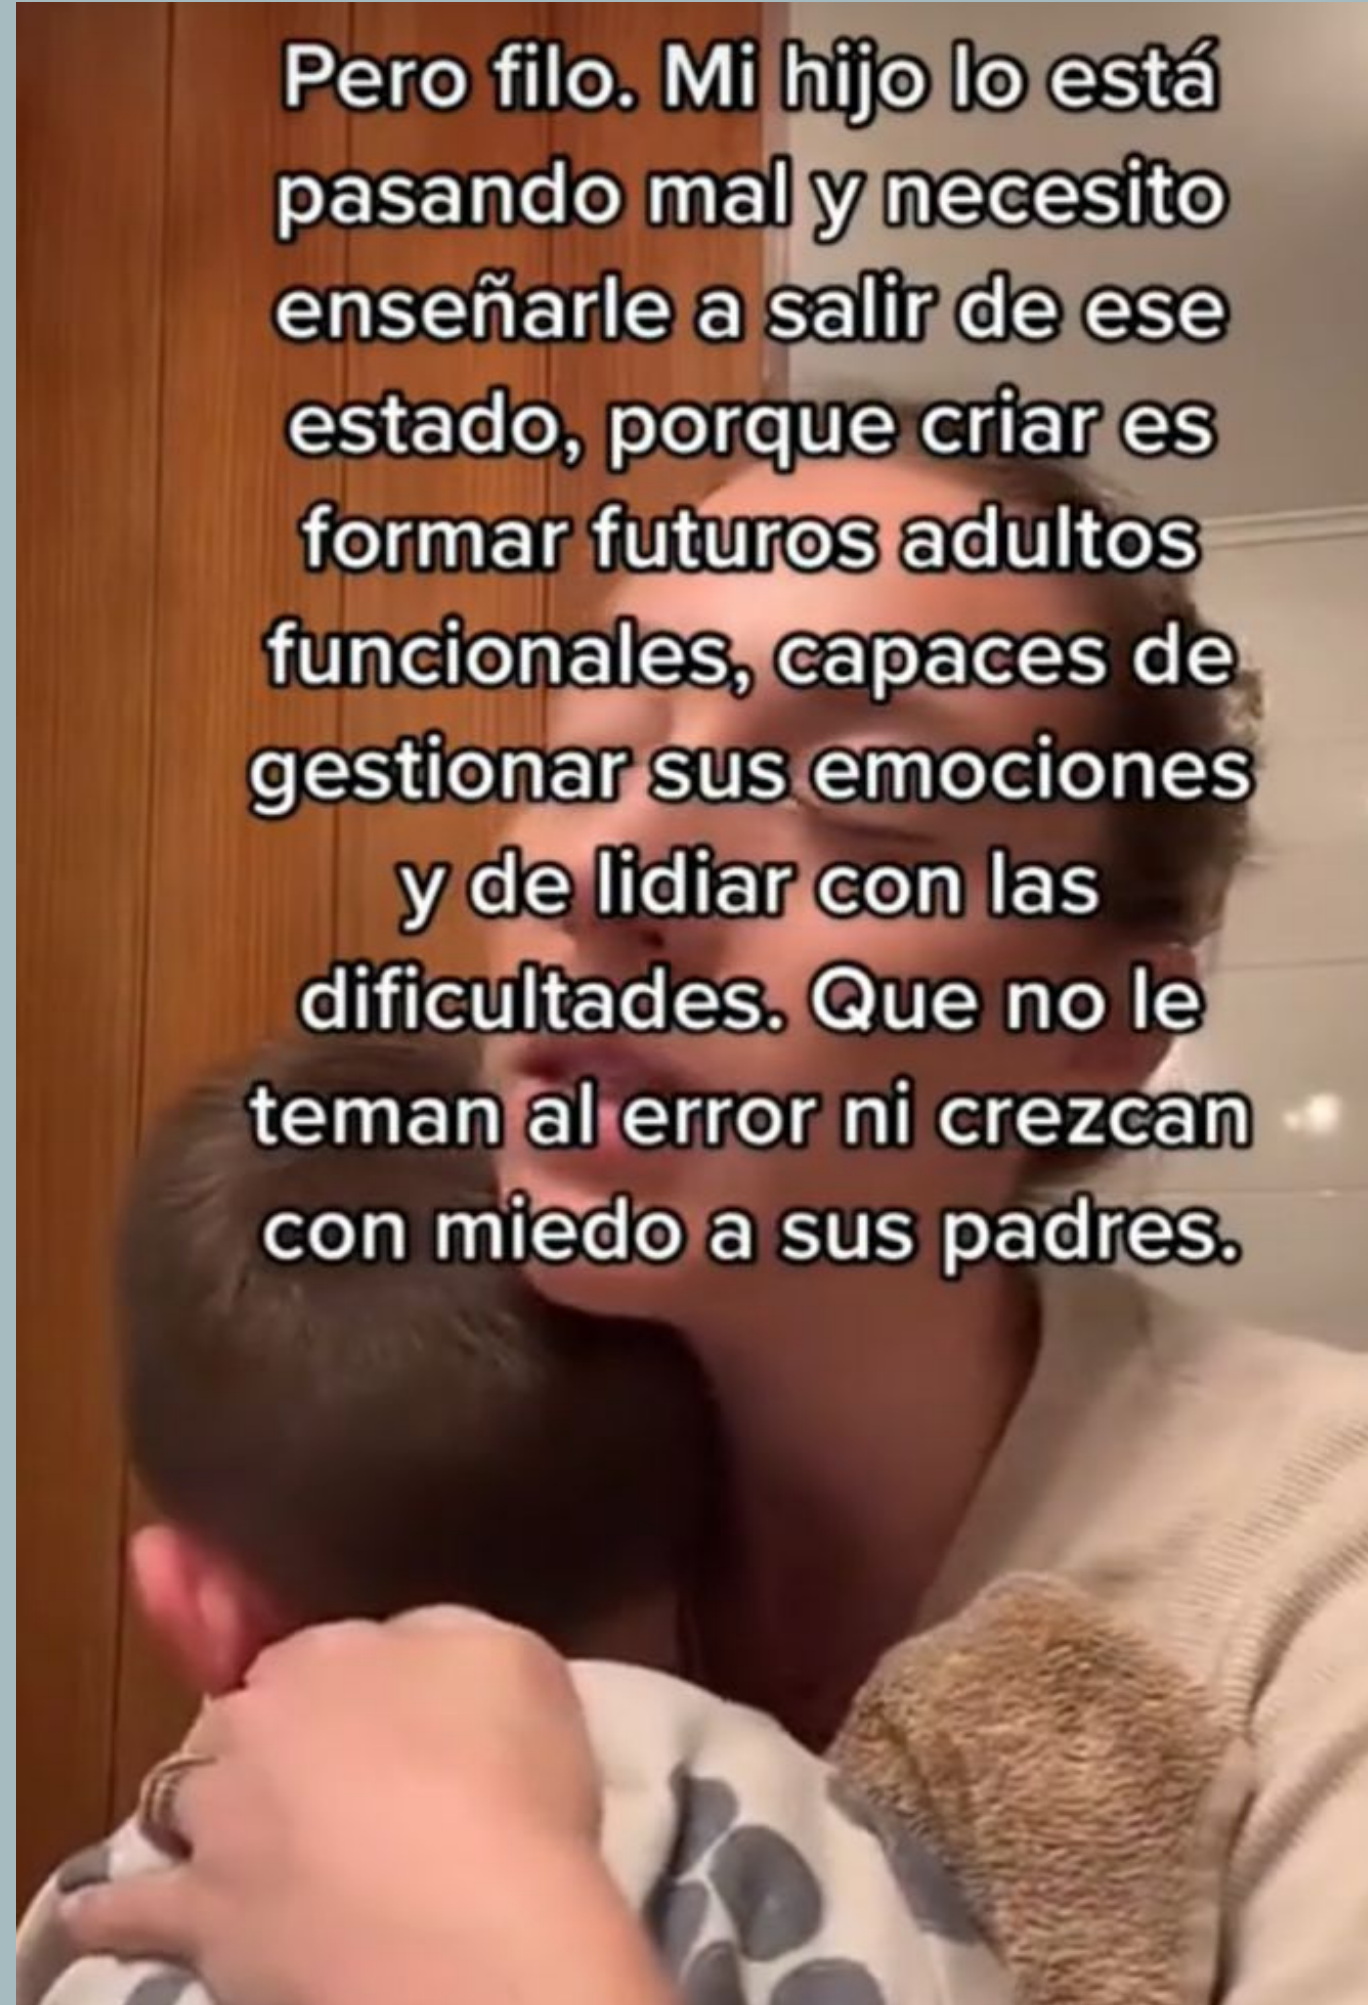 Pero filo. Mi hijo lo está
pasando mal y necesito
enseñarle a salir de ese
estado, porque criar es
formar futuros adultos
funcionales, capaces de
gestionar sus emociones
y de lidiar con las
dificultades. Que no le
teman al error ni crezcan
con miedo a sus padres.